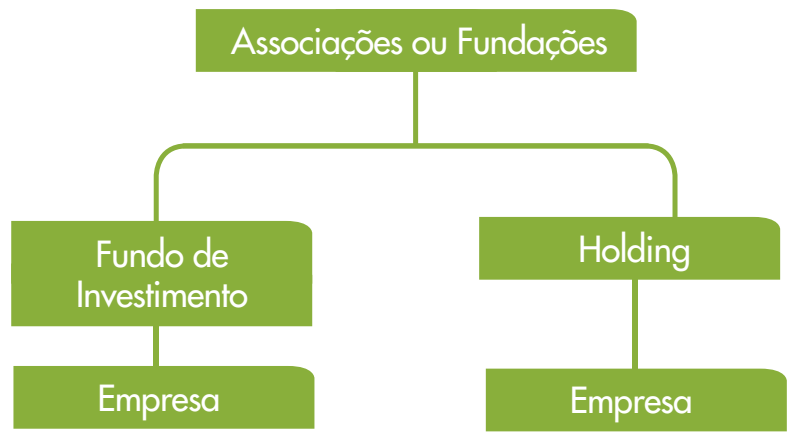 Associações ou Fundações
Fundo de
Investimento
Holding
Empresa
Empresa